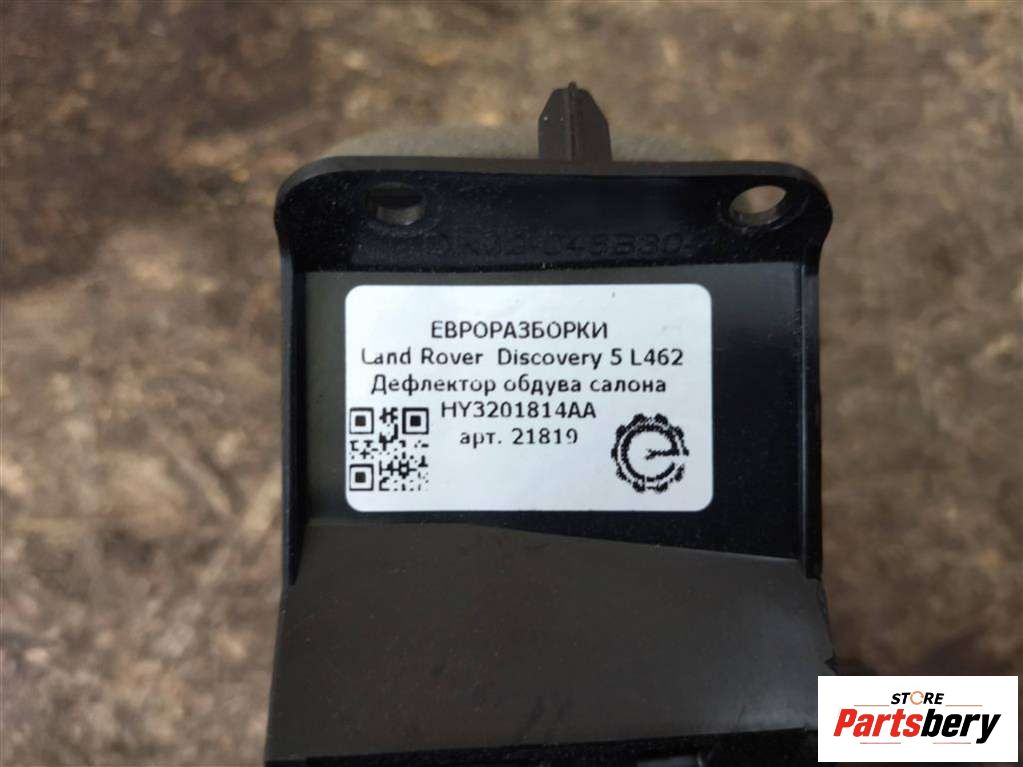 ЕВРОРАЗБОРКИ
Land Rover Discovery 5 L462
Дефлектор обдува салона
HY3201814AA
арт. 21819
STORE
Partsbery